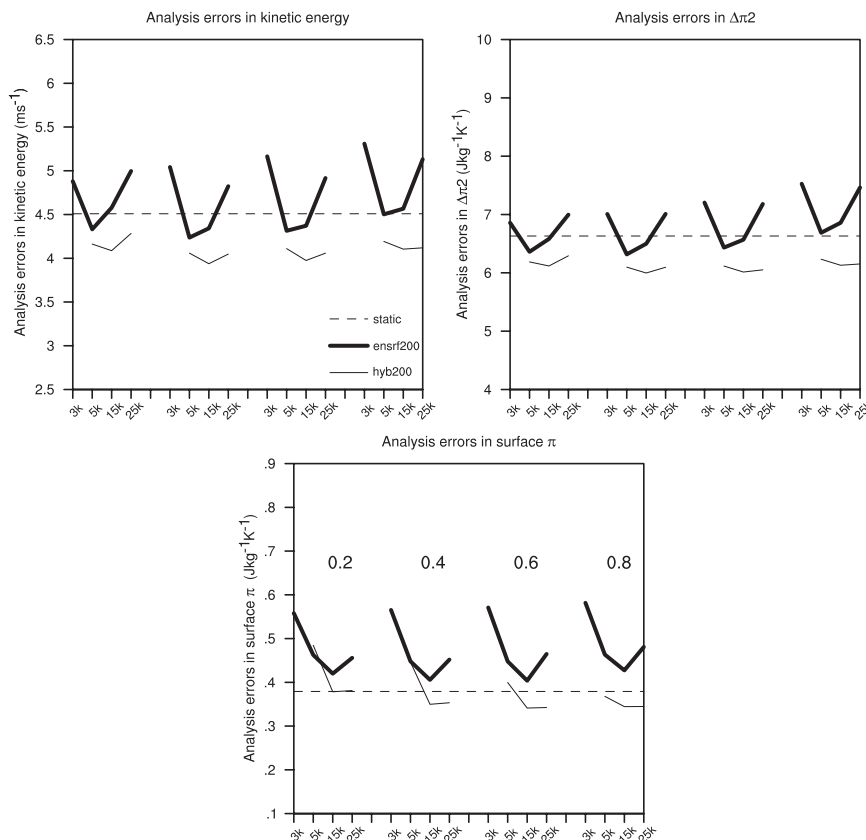 Analysis errors in kinetic energy
Analysis errors in kinetic energy (ms-1)
6.5
6
5.5
5
4.5
4
3.5
3
2.5
static
ensrf200
hyb200
3k 5k 15k 25k 3k 5k 15k 25k 3k 5k 15k 25k 3k 5k 15k 25k
Analysis errors in Δπ2
Analysis errors in Δπ2 (Jkg-1K-1)
10
9
8
7
6
5
4
3k 5k 15k 25k 3k 5k 15k 25k 3k 5k 15k 25k 3k 5k 15k 25k
Analysis errors in surface π
Analysis errors in surface π (Jkg-1K-1)
.9
.8
.7
.6
.5
.4
.3
.2
.1
0.2 0.4 0.6 0.8
3k 5k 15k 25k 3k 5k 15k 25k 3k 5k 15k 25k 3k 5k 15k 25k